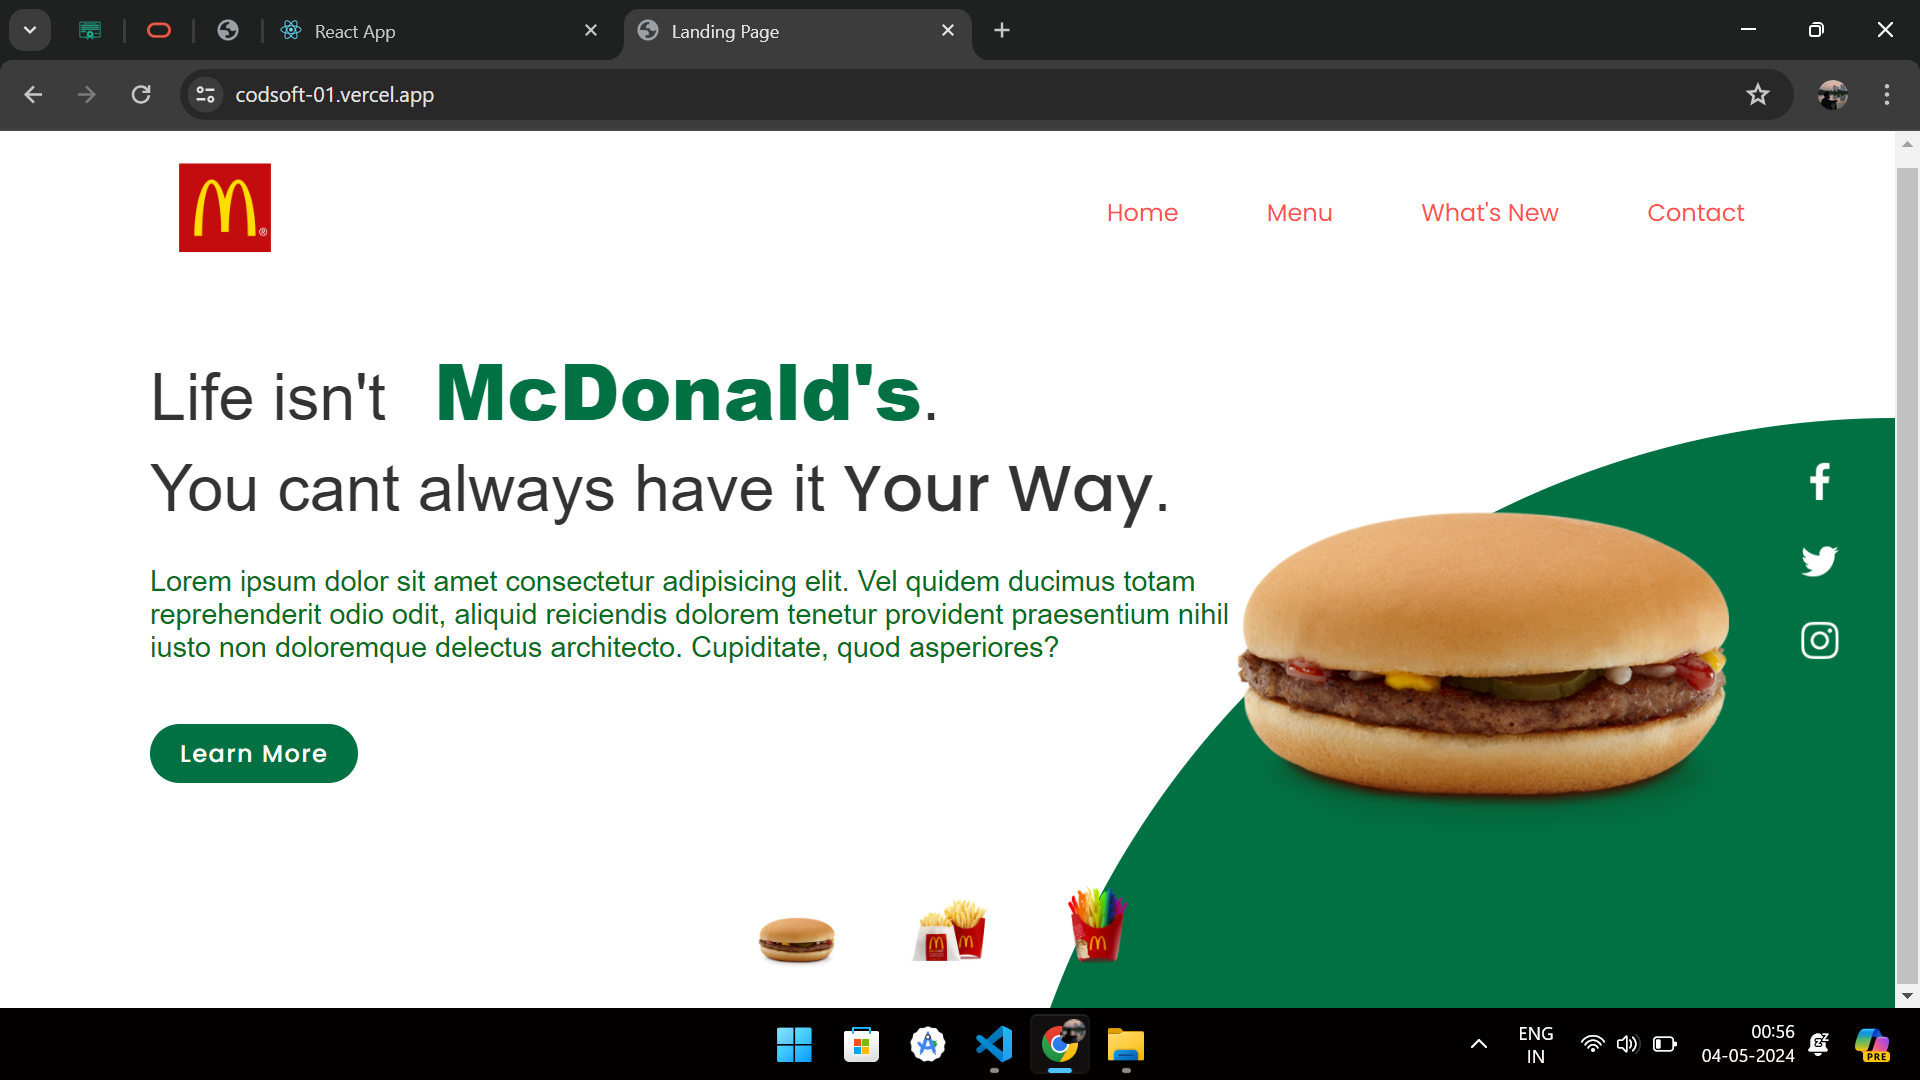 React App
Landing Page
codsoft-01.vercel.app
M®
Home
Menu
What's New
Contact
Life isn't McDonald's.
You cant always have it Your Way.
Lorem ipsum dolor sit amet consectetur adipisicing elit. Vel quidem ducimus totam
reprehenderit odio odit, aliquid reiciendis dolorem tenetur provident praesentium nihil
iusto non doloremque delectus architecto. Cupiditate, quod asperiores?
Learn More
ENG
IN
00:56
04-05-2024
PRE